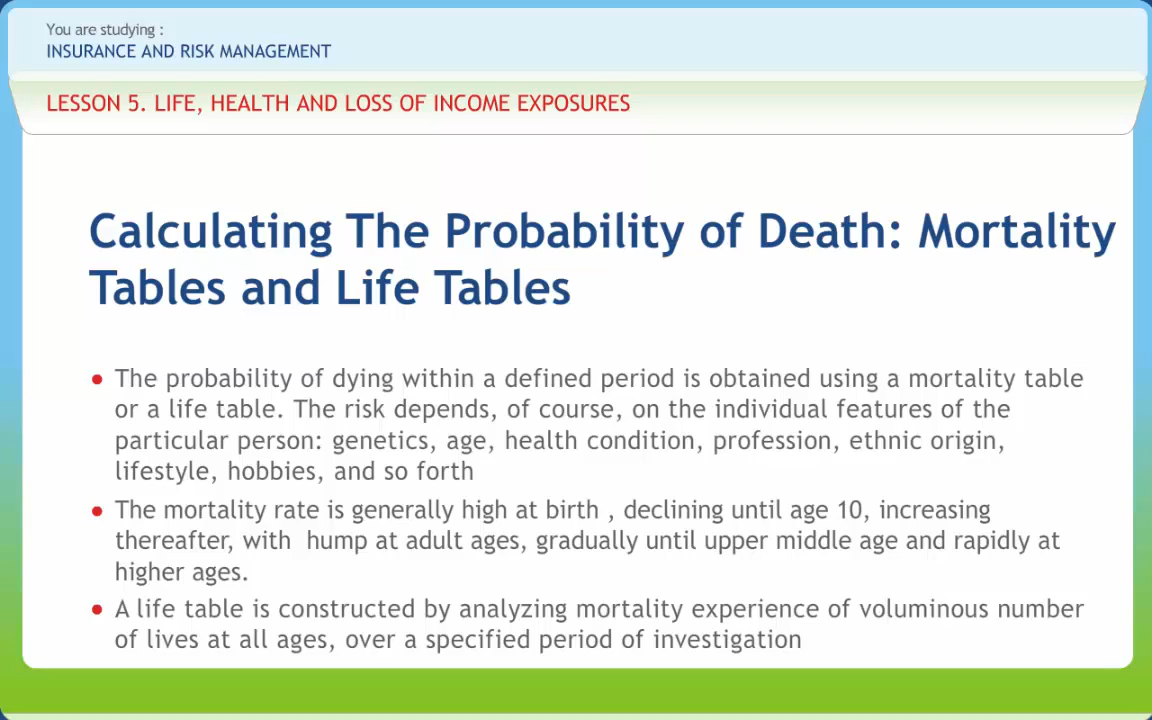 You are studying :
INSURANCE AND RISK MANAGEMENT
LESSON 5. LIFE, HEALTH AND LOSS OF INCOME EXPOSURES
Calculating The Probability of Death: Mortality
Tables and Life Tables
• The probability of dying within a defined period is obtained using a mortality table
or a life table. The risk depends, of course, on the individual features of the
particular person: genetics, age, health condition, profession, ethnic origin,
lifestyle, hobbies, and so forth
• The mortality rate is generally high at birth , declining until age 10, increasing
thereafter, with  hump at adult ages, gradually until upper middle age and rapidly at
higher ages.
• A life table is constructed by analyzing mortality experience of voluminous number
of lives at all ages, over a specified period of investigation